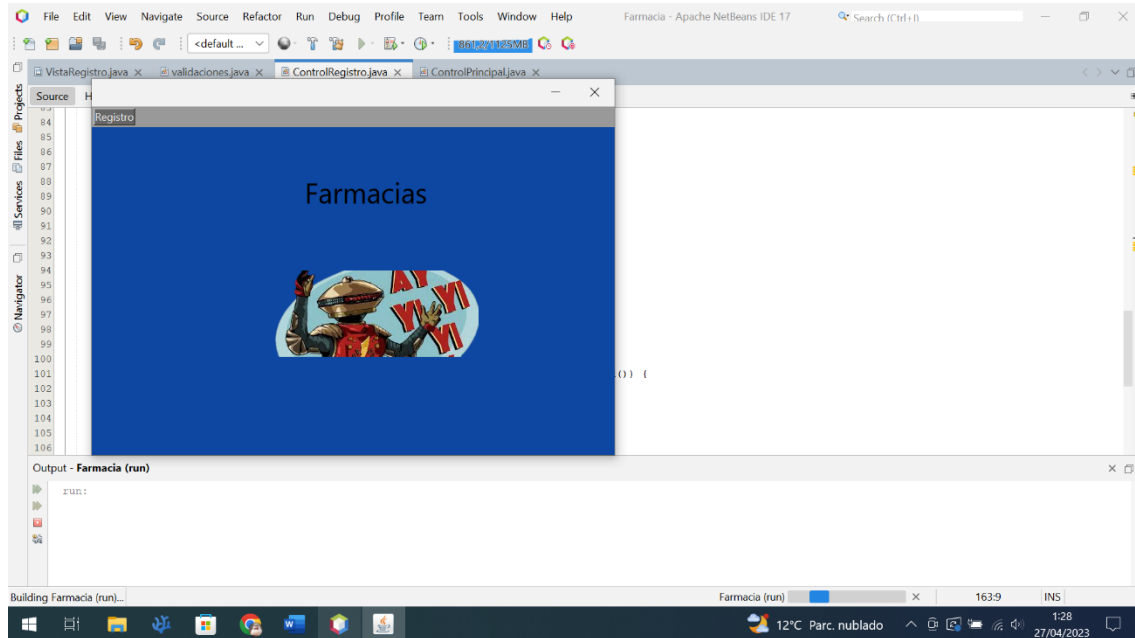 File Edit View Navigate Source Refactor Run Debug Profile Team Tools Window Help Farmacia - Apache NetBeans IDE 17 Search (Ctrl+I)
<default ...
VistaRegistro.java validaciones.java ControlRegistro.java ControlPrincipal.java
Projects
Files
Services
Navigator
Source H
Registro
84
85
86
87
88
89
90
91
92
93
94
95
96
97
98
99
100
101 ()) {
102
103
104
105
106
Farmacias
AY
YI YI
YI
Output - Farmacia (run)
run:
Building Farmacia (run)... Farmacia (run) 163:9 INS
12°C Parc. nublado 1:28
27/04/2023